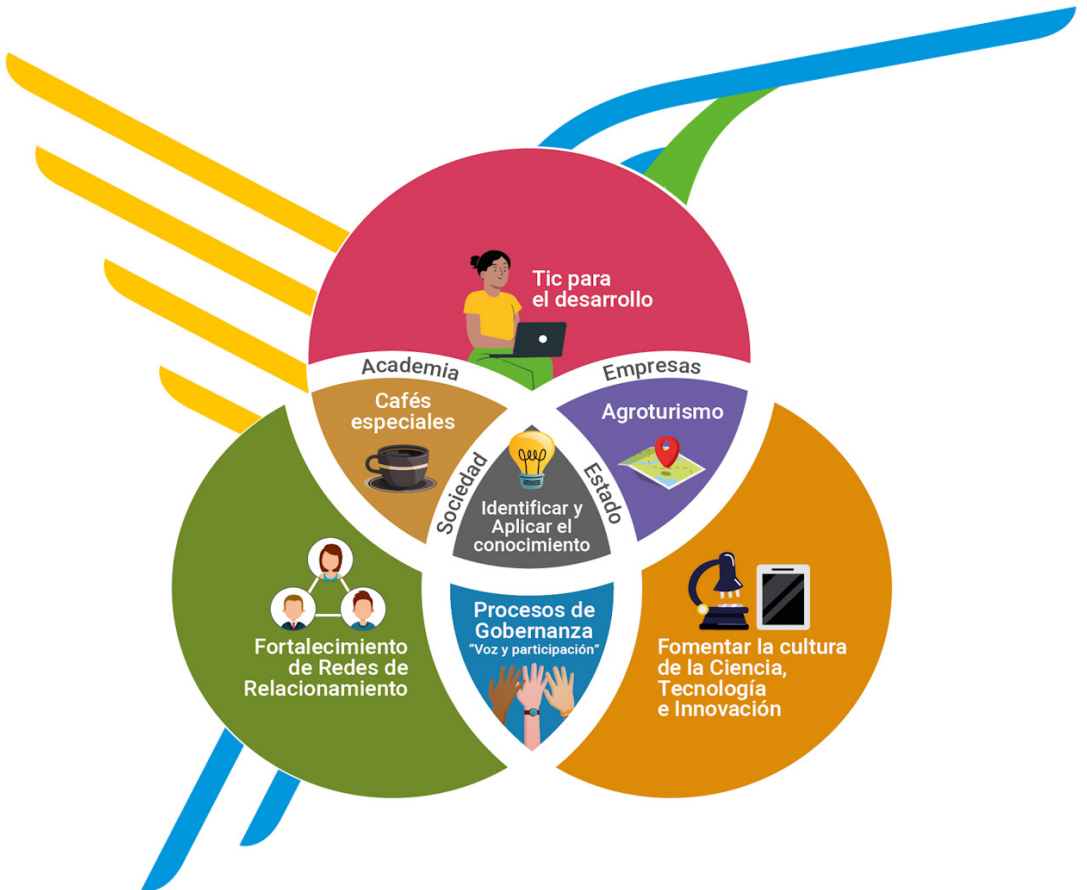 Tic para
el desarrollo
Academia
Empresas
Cafés
especiales
Agroturismo
Sociedad
Estado
Identificar y
Aplicar el
conocimiento
Procesos de
Gobernanza
“Voz y participación”
Fortalecimiento
de Redes de
Relacionamiento
Fomentar la cultura
de la Ciencia,
Tecnología
e Innovación